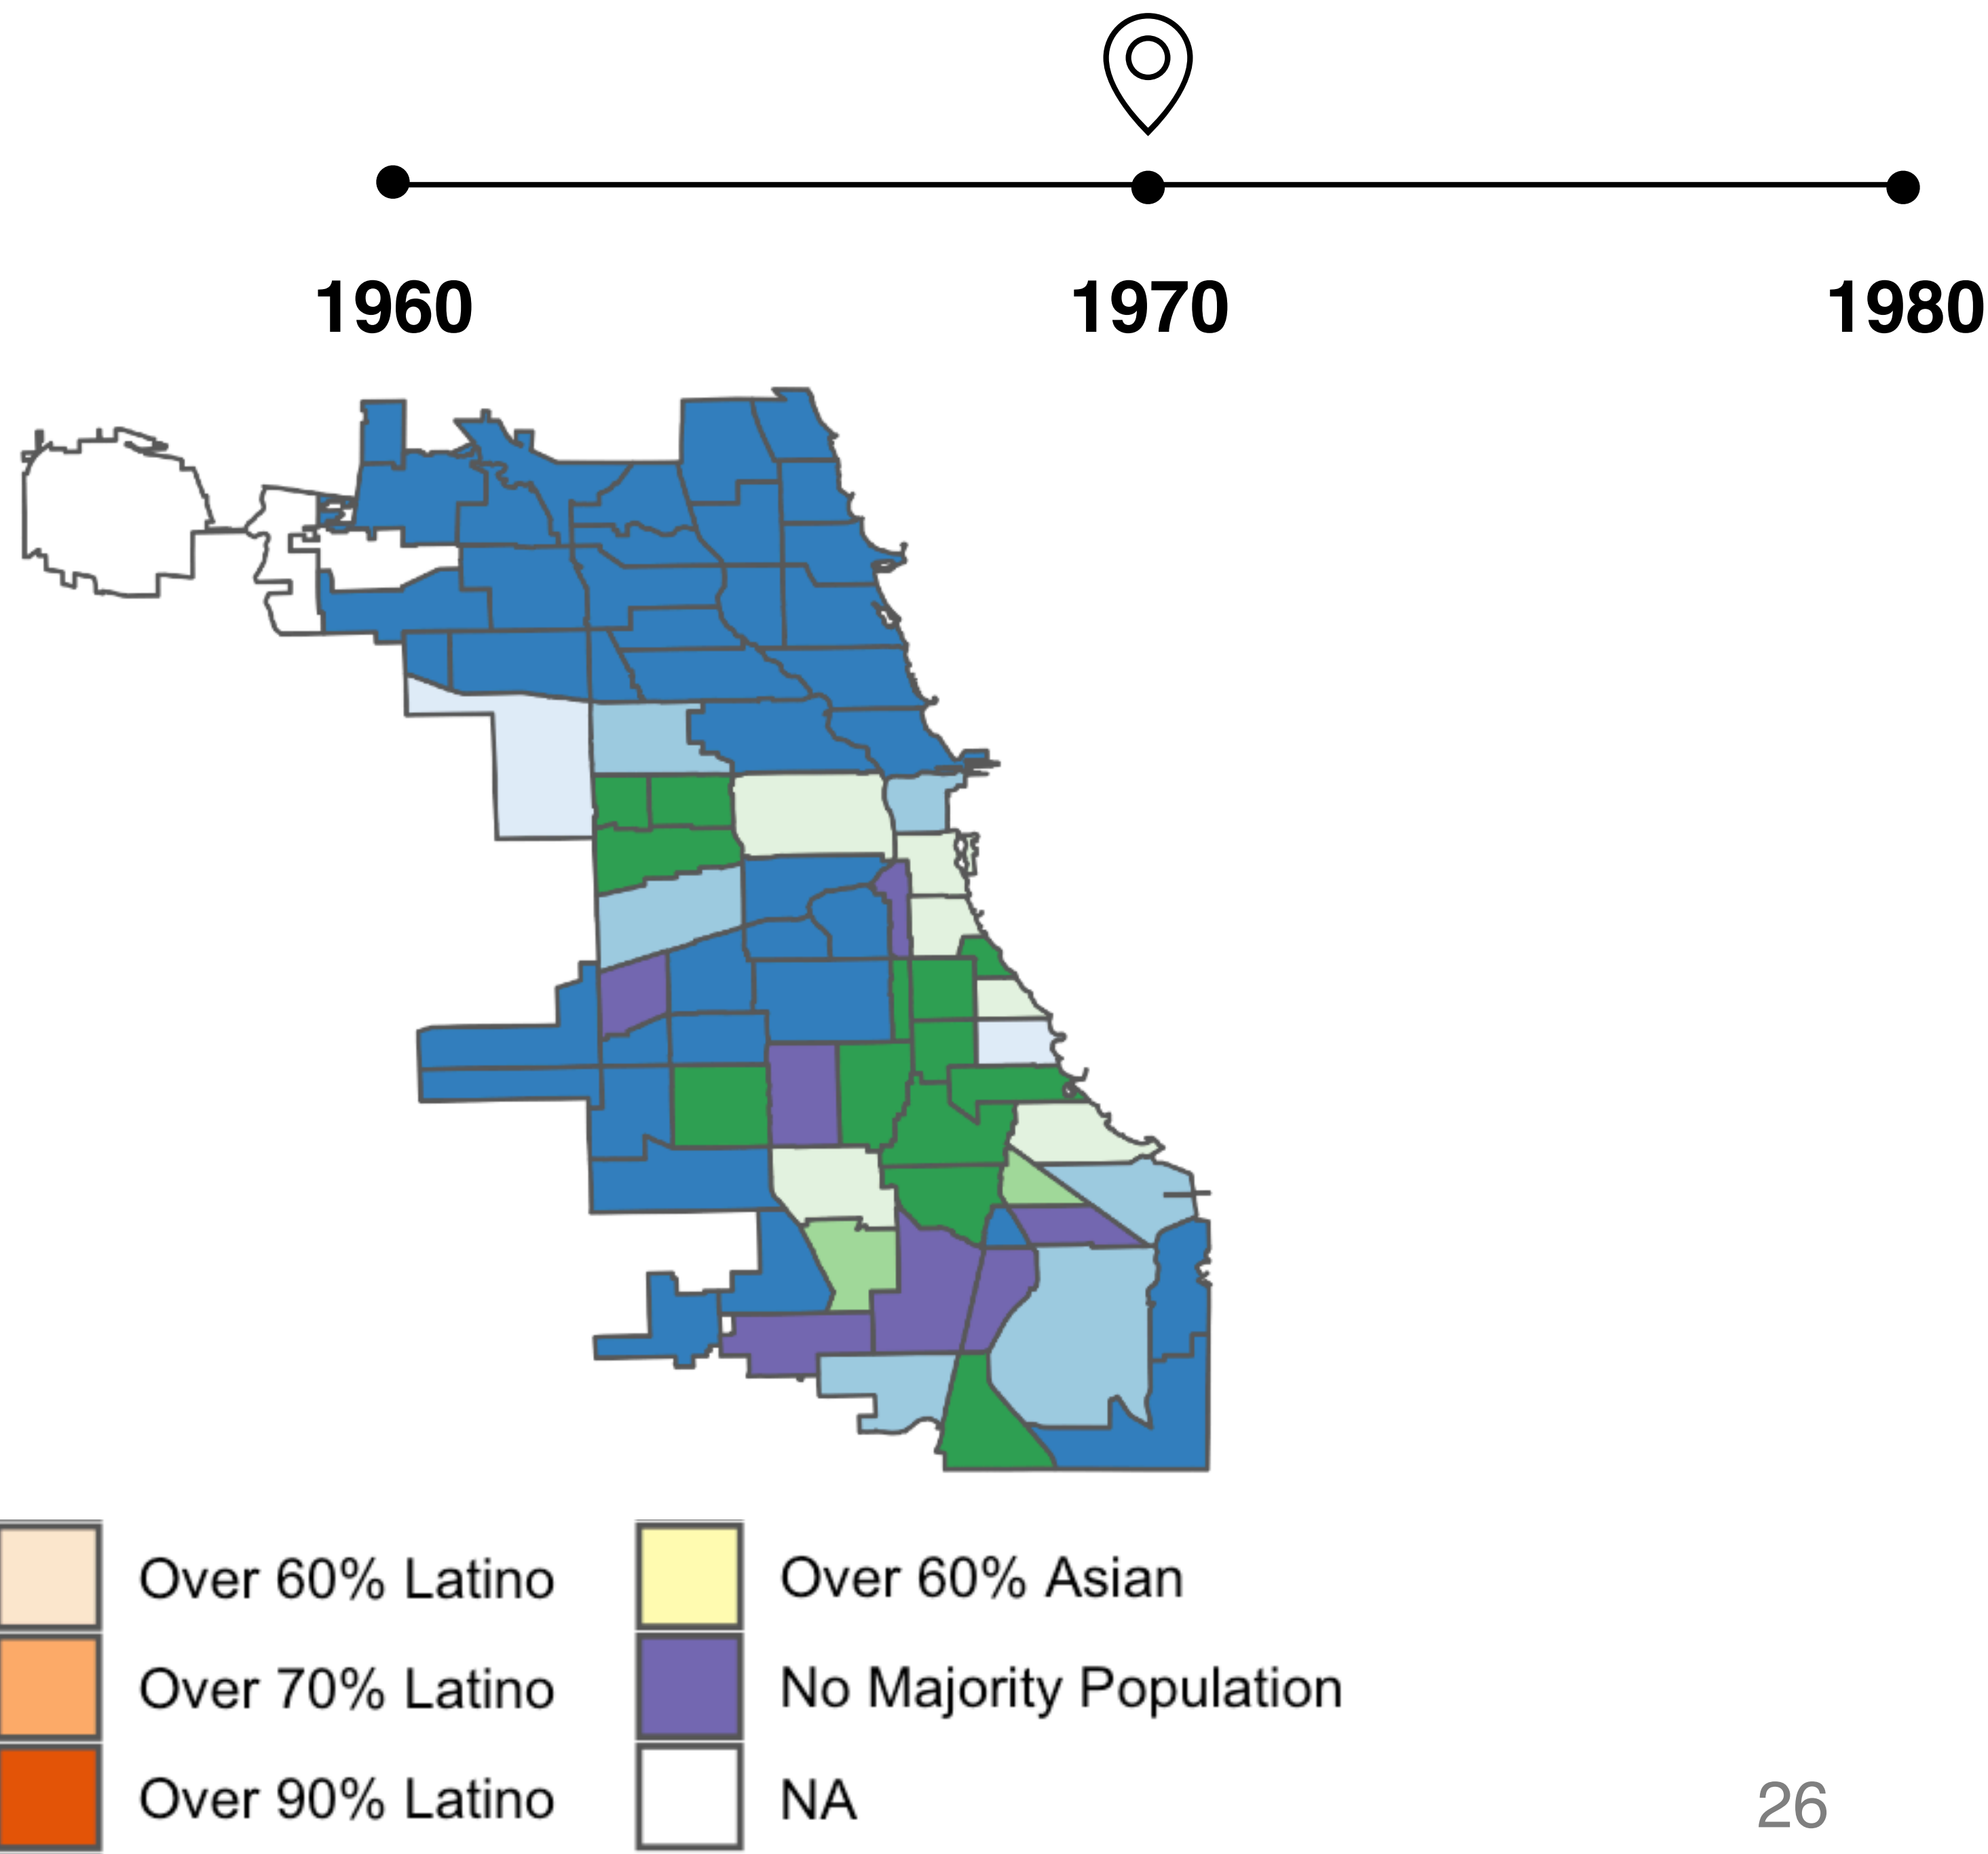 1960
1970
1980
Over 60% Latino
Over 70% Latino
Over 90% Latino
Over 60% Asian
No Majority Population
NA
26